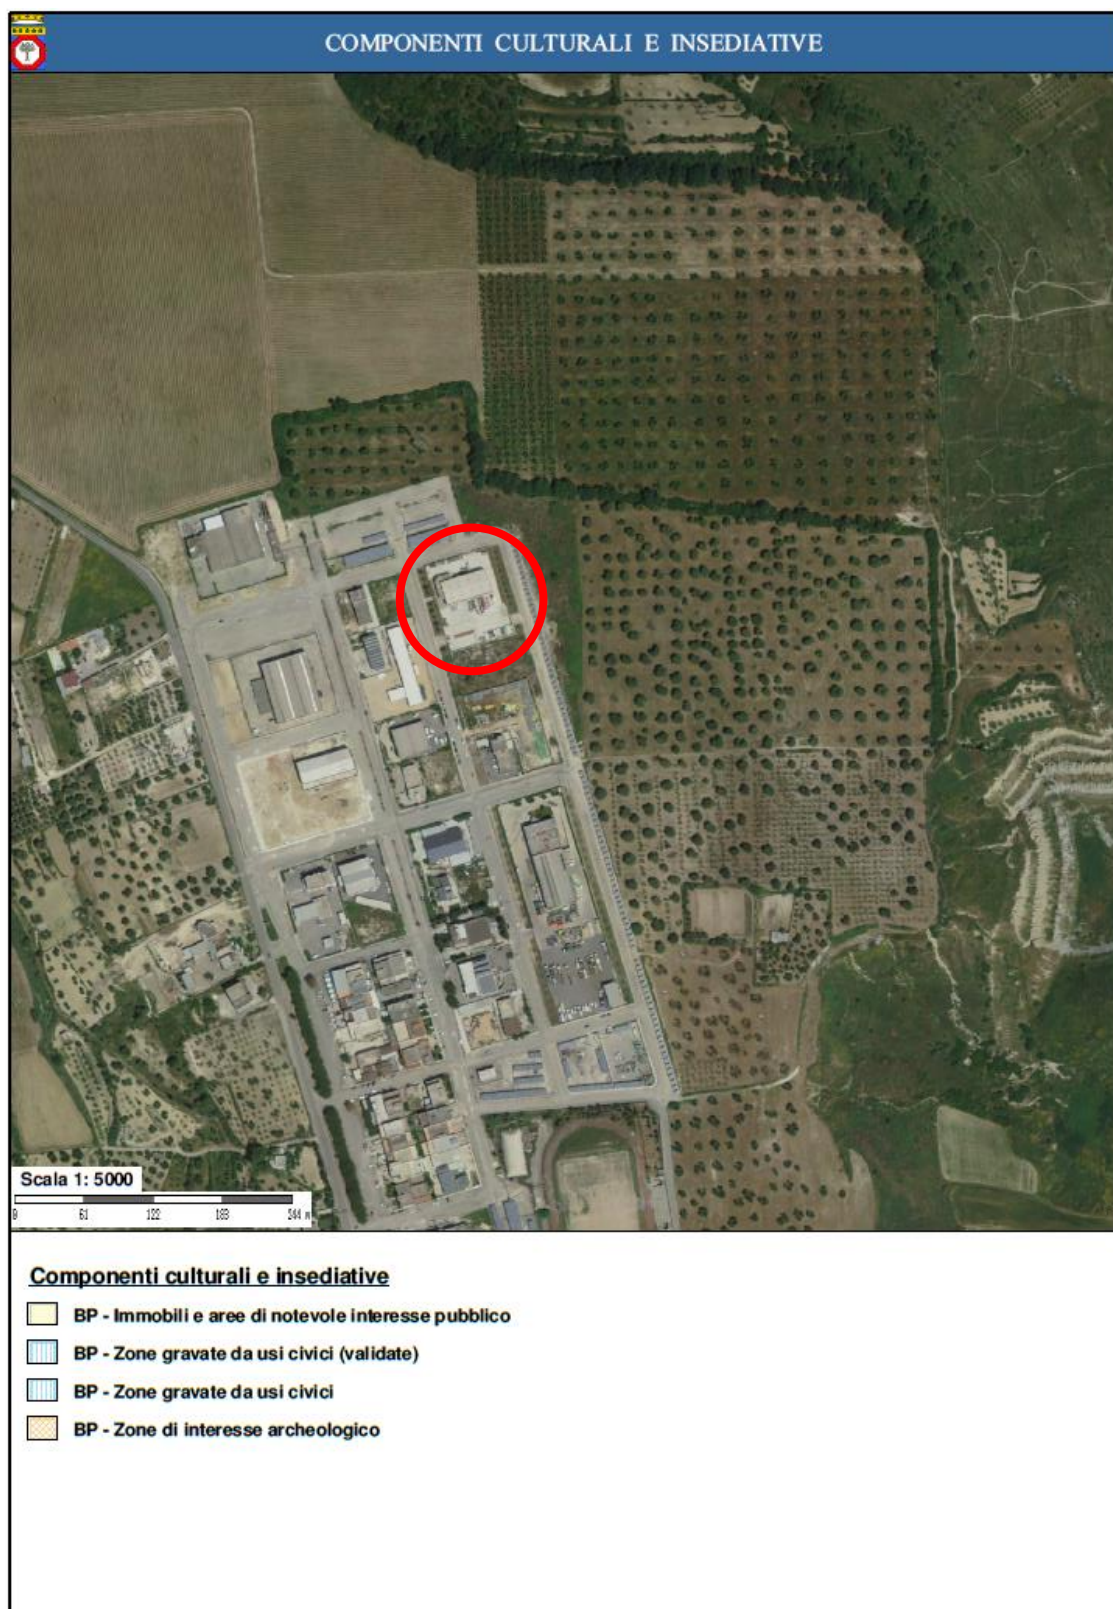 COMPONENTI CULTURALI E INSEDIATIVE
Scala 1: 5000
0 61 122 183 244 m
Componenti culturali e insediative
BP - Immobili e aree di notevole interesse pubblico
BP - Zone gravate da usi civici (validate)
BP - Zone gravate da usi civici
BP - Zone di interesse archeologico